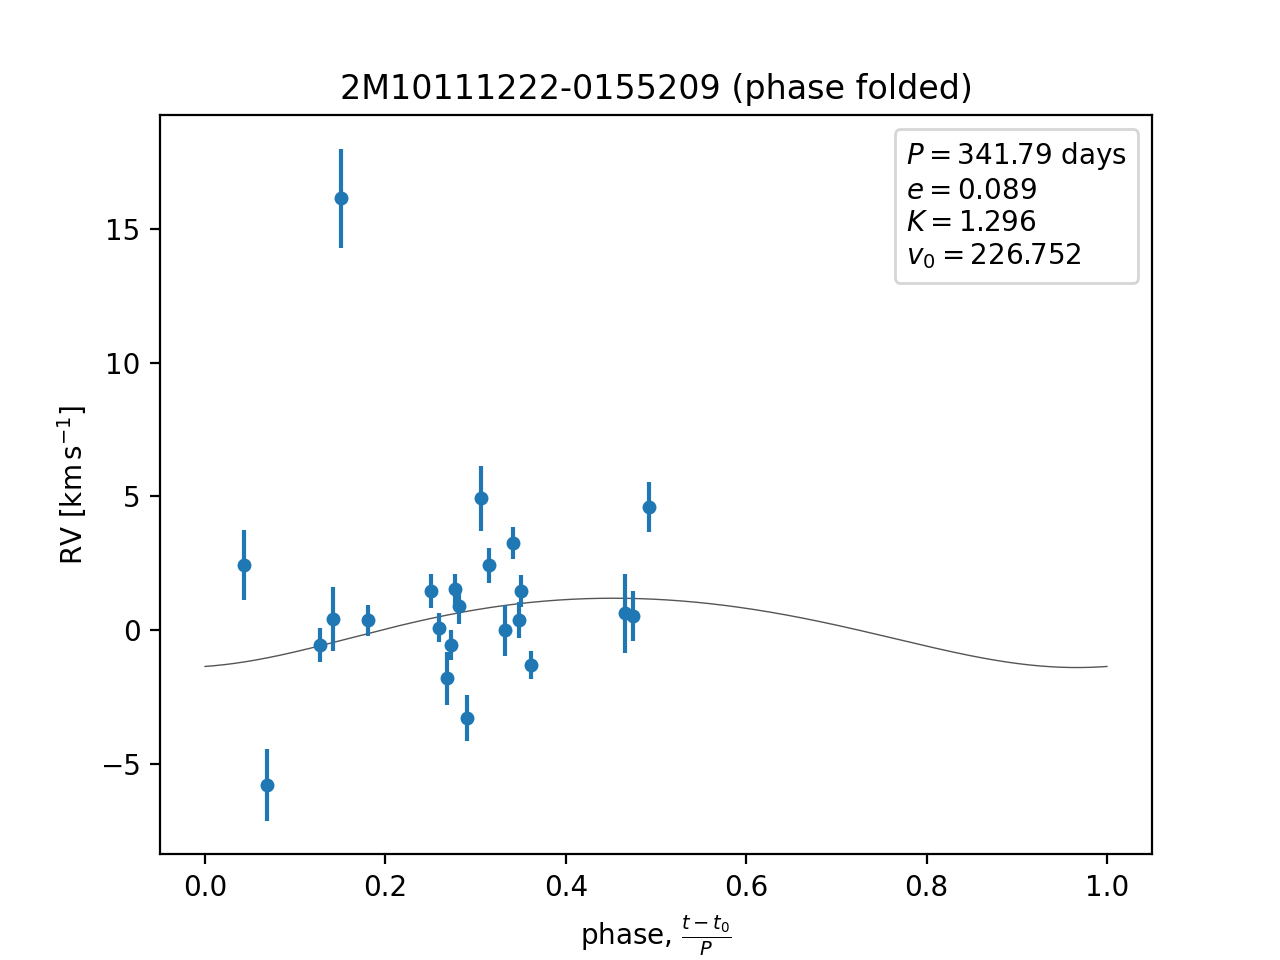 2M10111222-0155209 (phase folded)
P = 341.79 days
e = 0.089
K = 1.296
v₀ = 226.752
15
10
5
0
−5
RV [km s⁻¹]
0.0 0.2 0.4 0.6 0.8 1.0
phase, (t − t₀)/P